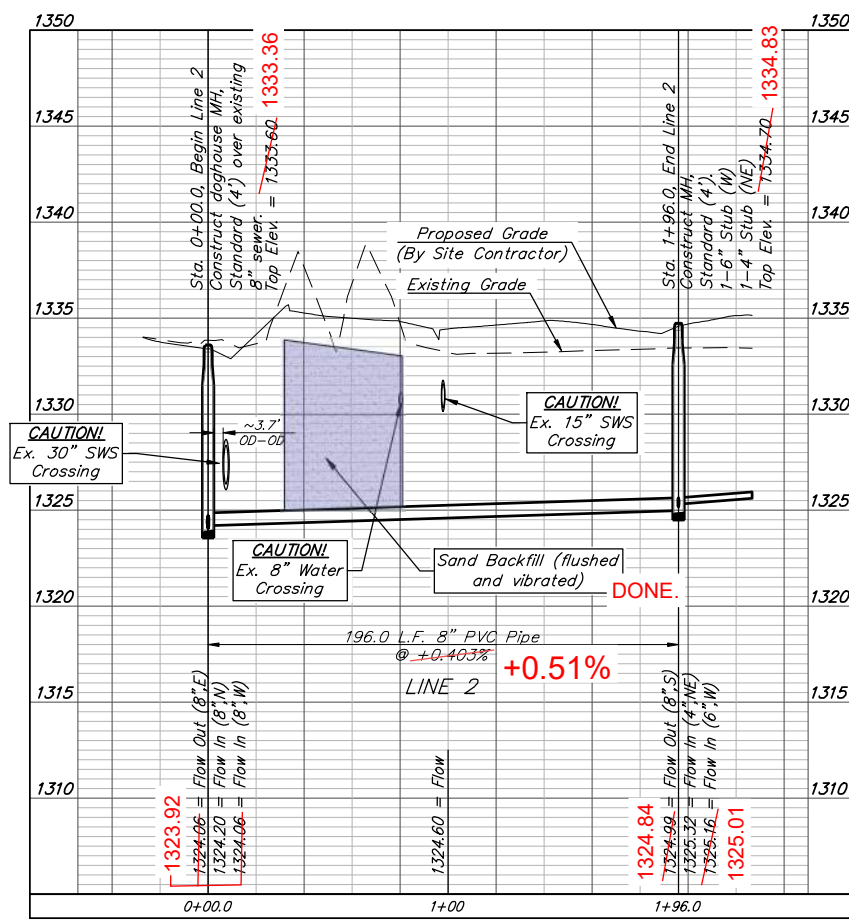 1350
1345
1340
1335
1330
1325
1320
1315
1310
1350
1345
1340
1335
1330
1325
1320
1315
1310
Sta. 0+00.0, Begin Line 2
Construct doghouse MH,
Standard (4') over existing
8" sewer.
Top Elev. = 1333.60
1333.36
Sta. 1+96.0, End Line 2
Construct MH,
Standard (4').
1-6" Stub (W)
1-4" Stub (NE)
Top Elev. = 1334.70
1334.83
Proposed Grade
(By Site Contractor)
Existing Grade
CAUTION!
Ex. 30" SWS
Crossing
~3.7'
OD-OD
CAUTION!
Ex. 15" SWS
Crossing
CAUTION!
Ex. 8" Water
Crossing
Sand Backfill (flushed
and vibrated)
DONE.
196.0 L.F. 8" PVC Pipe
@ +0.403%
+0.51%
LINE 2
1323.92
1324.06 = Flow Out (8",E)
1324.20 = Flow In (8",N)
1324.06 = Flow In (8",W)
1324.60 = Flow
1324.84
1324.99 = Flow Out (8",S)
1325.32 = Flow In (4",NE)
1325.16 = Flow In (6",W)
1325.01
0+00.0
1+00
1+96.0